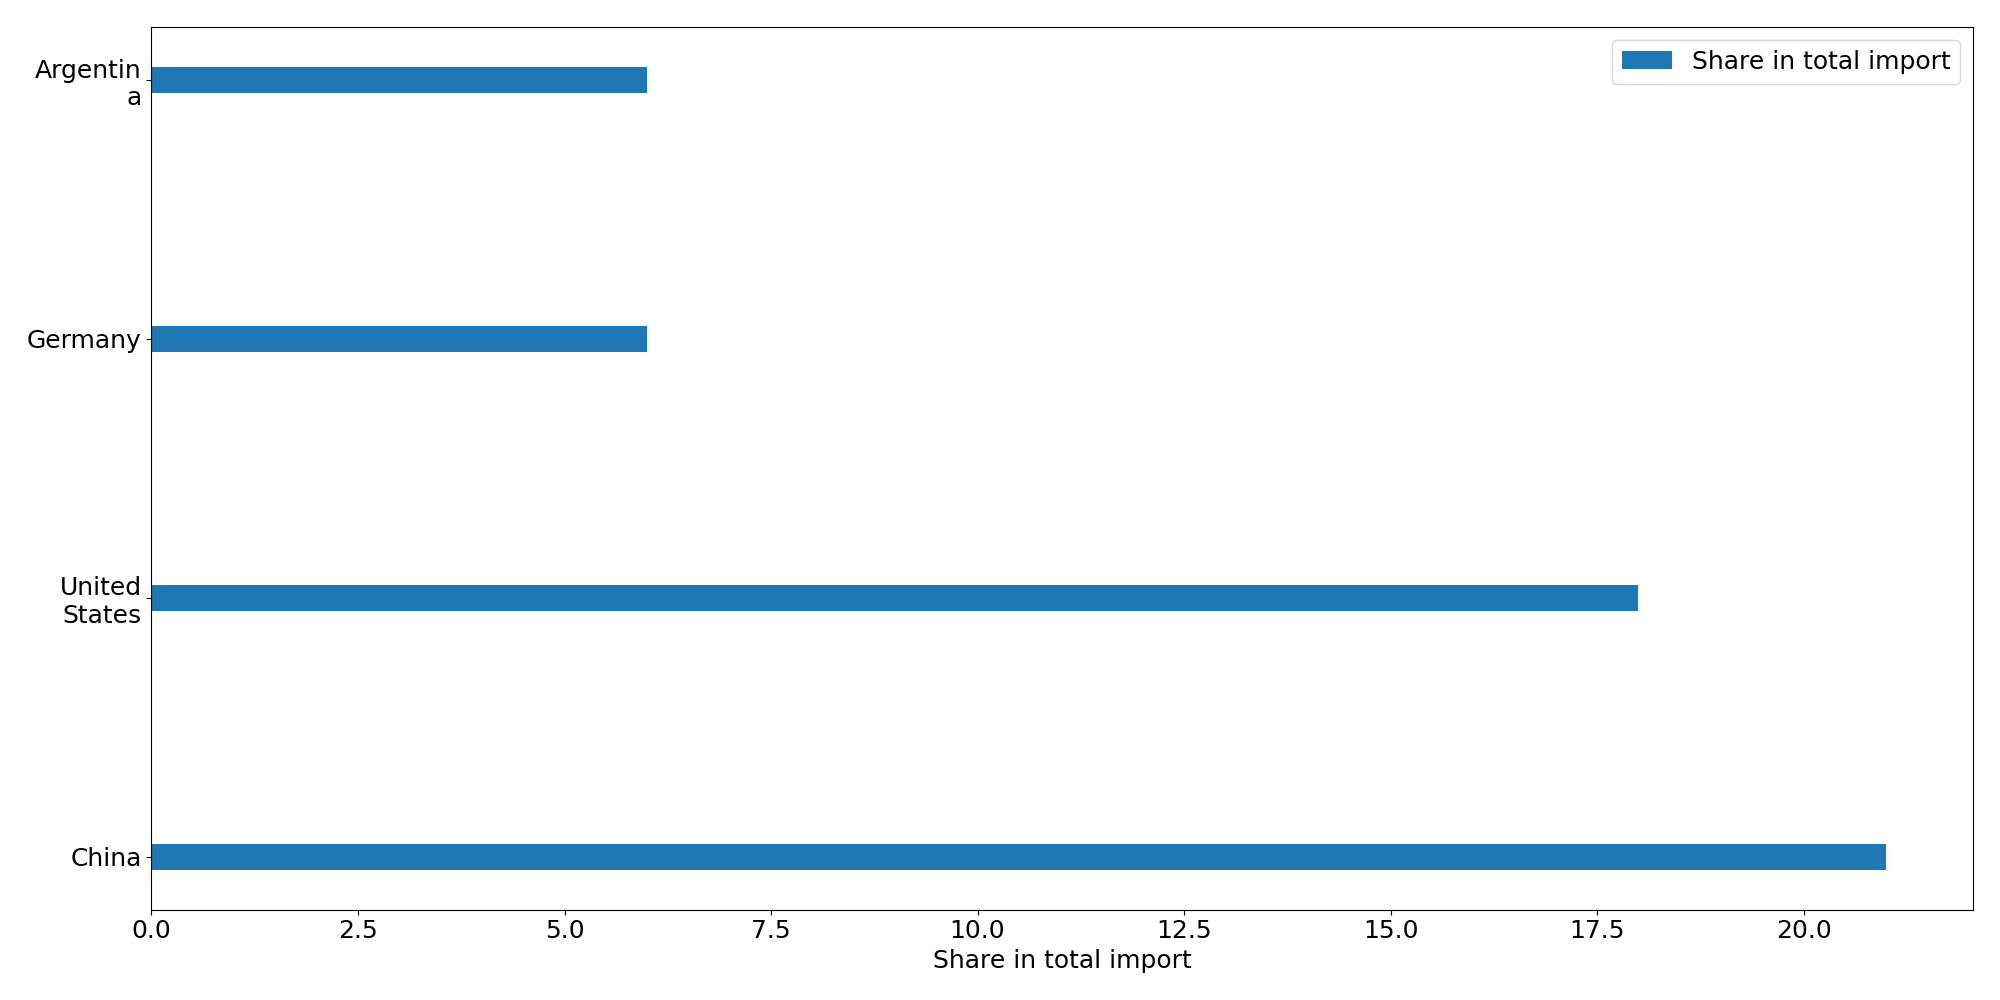 Share in total import
Argentin
a
Germany
United
States
China
0.0 2.5 5.0 7.5 10.0 12.5 15.0 17.5 20.0
Share in total import